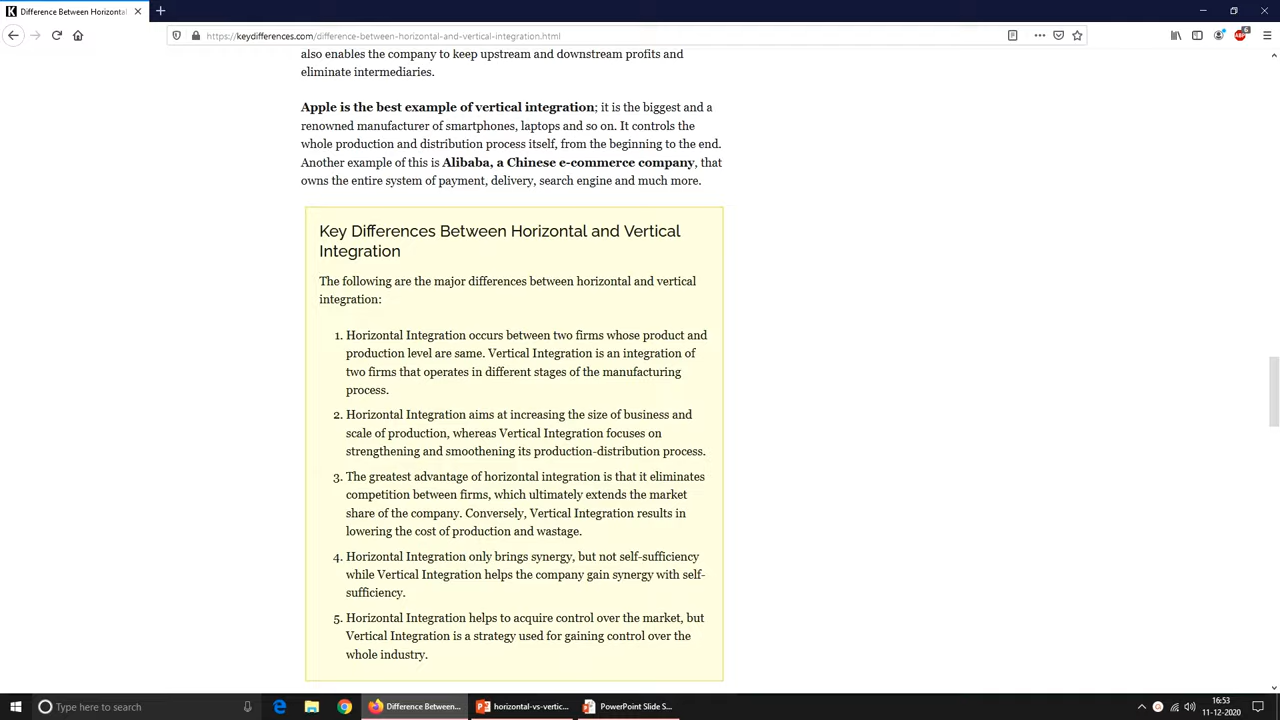 Difference Between Horizontal
https://keydifferences.com/difference-between-horizontal-and-vertical-integration.html
ABP
6
also enables the company to keep upstream and downstream profits and
eliminate intermediaries.
Apple is the best example of vertical integration; it is the biggest and a
renowned manufacturer of smartphones, laptops and so on. It controls the
whole production and distribution process itself, from the beginning to the end.
Another example of this is Alibaba, a Chinese e-commerce company, that
owns the entire system of payment, delivery, search engine and much more.
Key Differences Between Horizontal and Vertical
Integration
The following are the major differences between horizontal and vertical
integration:
1. Horizontal Integration occurs between two firms whose product and
production level are same. Vertical Integration is an integration of
two firms that operates in different stages of the manufacturing
process.
2. Horizontal Integration aims at increasing the size of business and
scale of production, whereas Vertical Integration focuses on
strengthening and smoothening its production-distribution process.
3. The greatest advantage of horizontal integration is that it eliminates
competition between firms, which ultimately extends the market
share of the company. Conversely, Vertical Integration results in
lowering the cost of production and wastage.
4. Horizontal Integration only brings synergy, but not self-sufficiency
while Vertical Integration helps the company gain synergy with self-
sufficiency.
5. Horizontal Integration helps to acquire control over the market, but
Vertical Integration is a strategy used for gaining control over the
whole industry.
Type here to search
Difference Between...
horizontal-vs-vertic...
PowerPoint Slide S...
16:53
11-12-2020